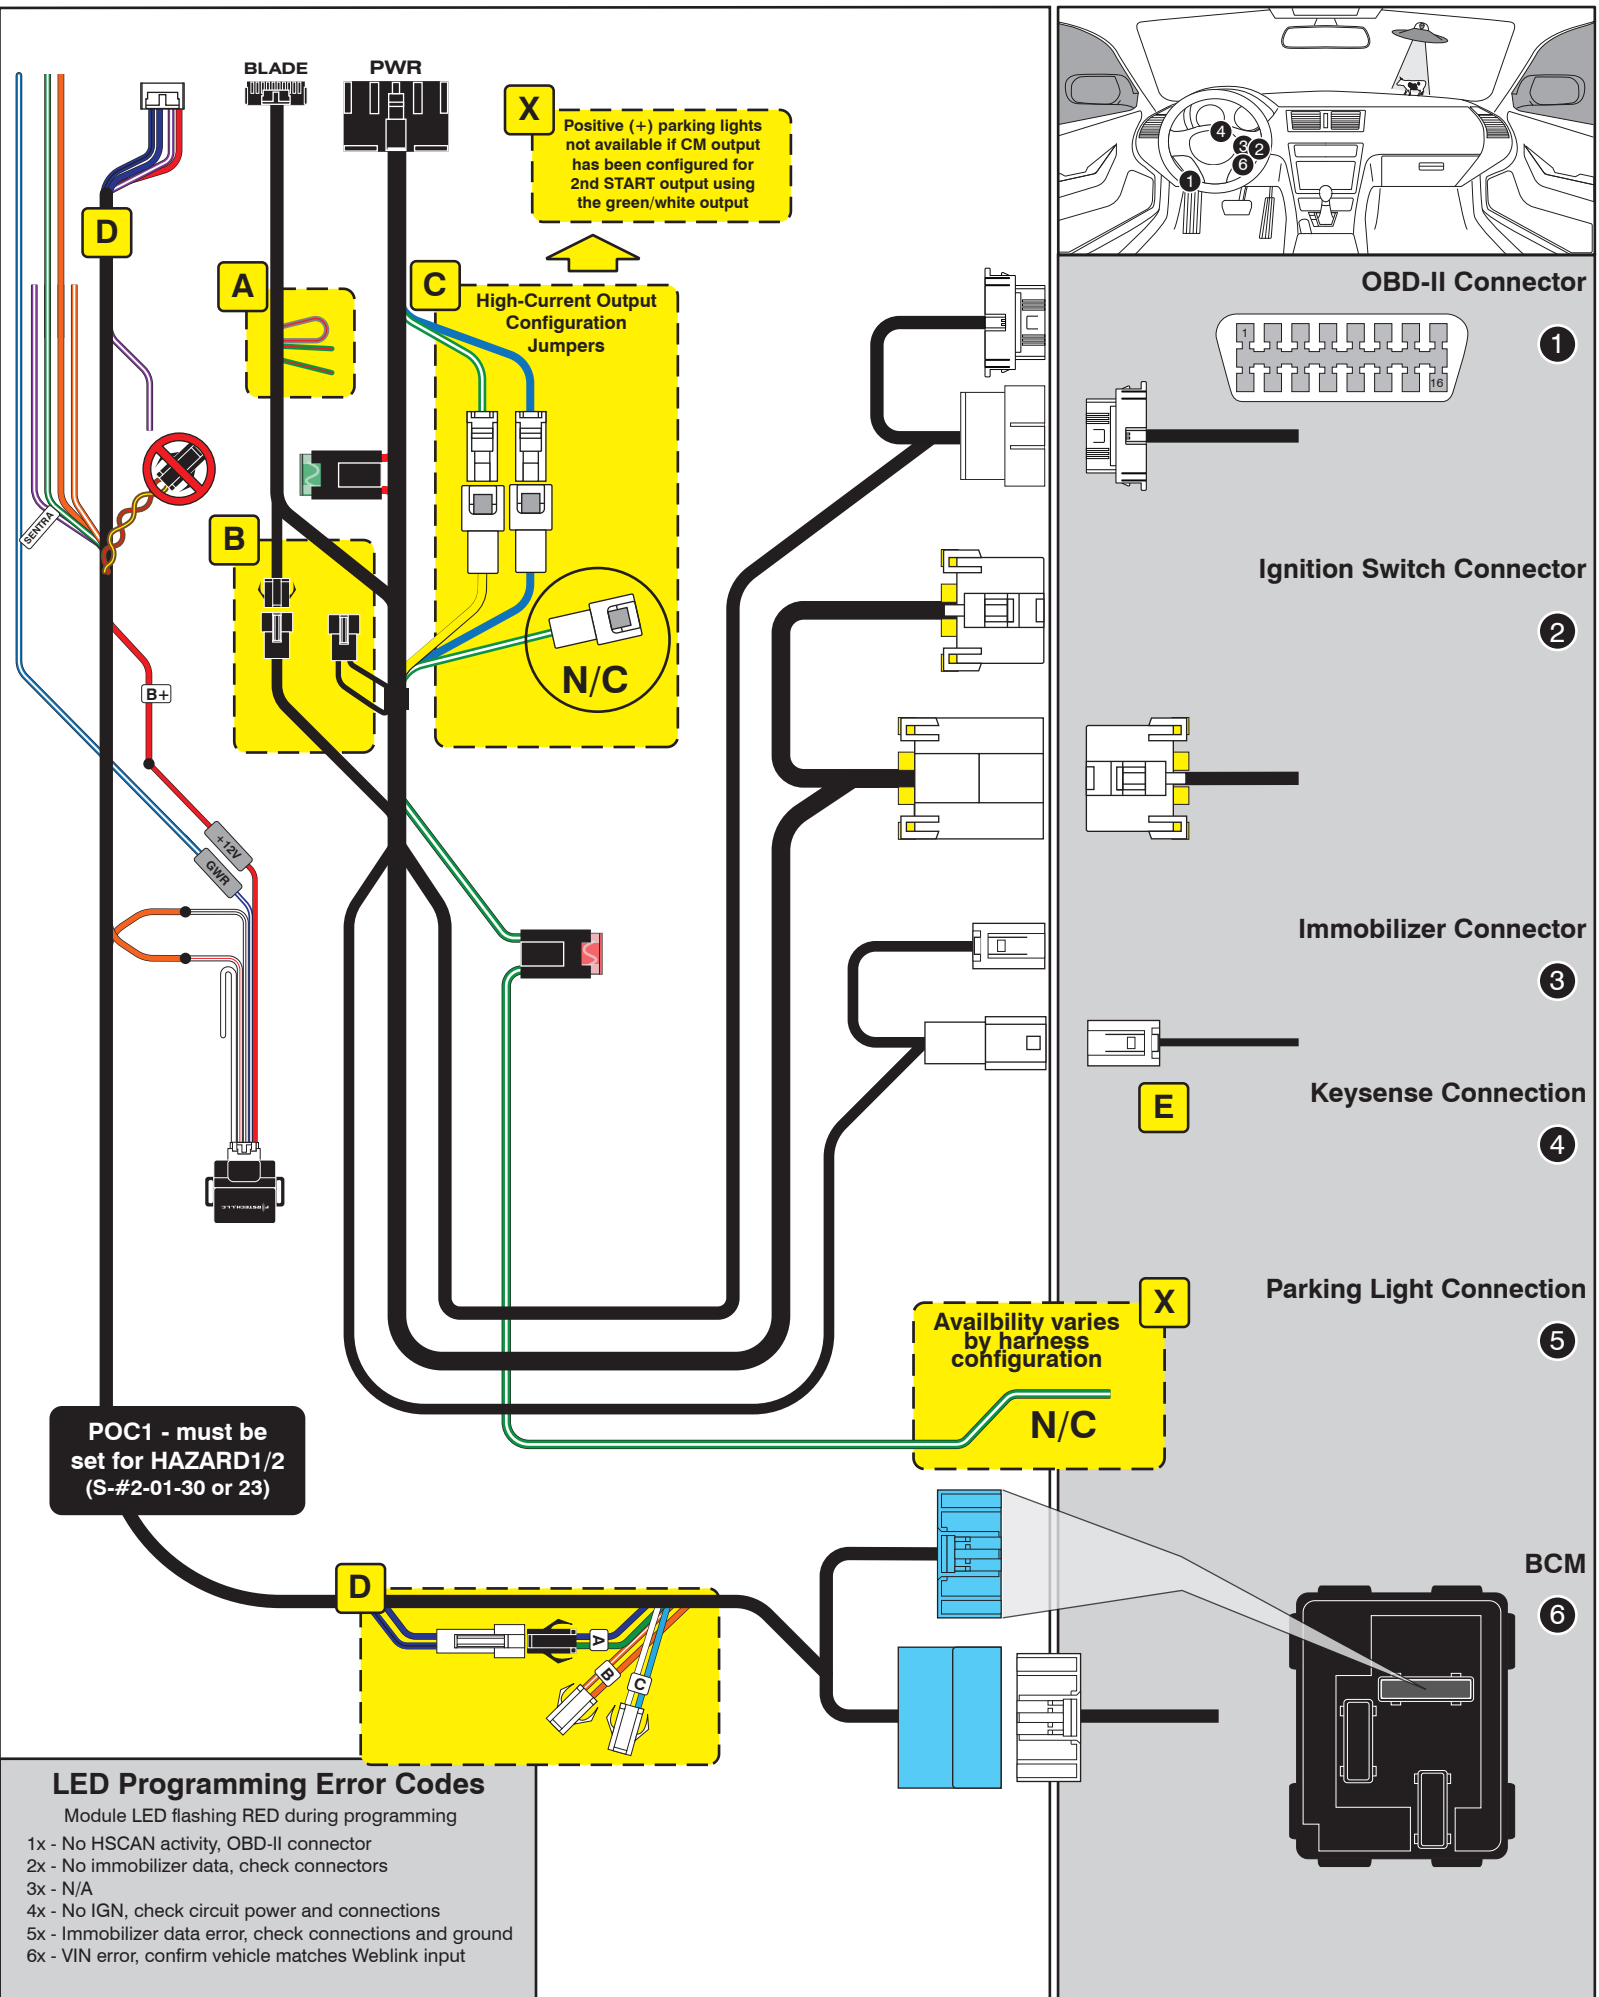 BLADE
PWR
X
Positive (+) parking lights
not available if CM output
has been configured for
2nd START output using
the green/white output
D
A
C
High-Current Output
Configuration
Jumpers
SENTRA
B
N/C
B+
+12V
GWR
4
3
2
6
1
OBD-II Connector
1
1
16
Ignition Switch Connector
2
Immobilizer Connector
3
E
Keysense Connection
4
X
Parking Light Connection
5
Availbility varies
by harness
configuration
N/C
POC1 - must be
set for HAZARD1/2
(S-#2-01-30 or 23)
D
A
B
C
BCM
6
LED Programming Error Codes
Module LED flashing RED during programming
1x - No HSCAN activity, OBD-II connector
2x - No immobilizer data, check connectors
3x - N/A
4x - No IGN, check circuit power and connections
5x - Immobilizer data error, check connections and ground
6x - VIN error, confirm vehicle matches Weblink input